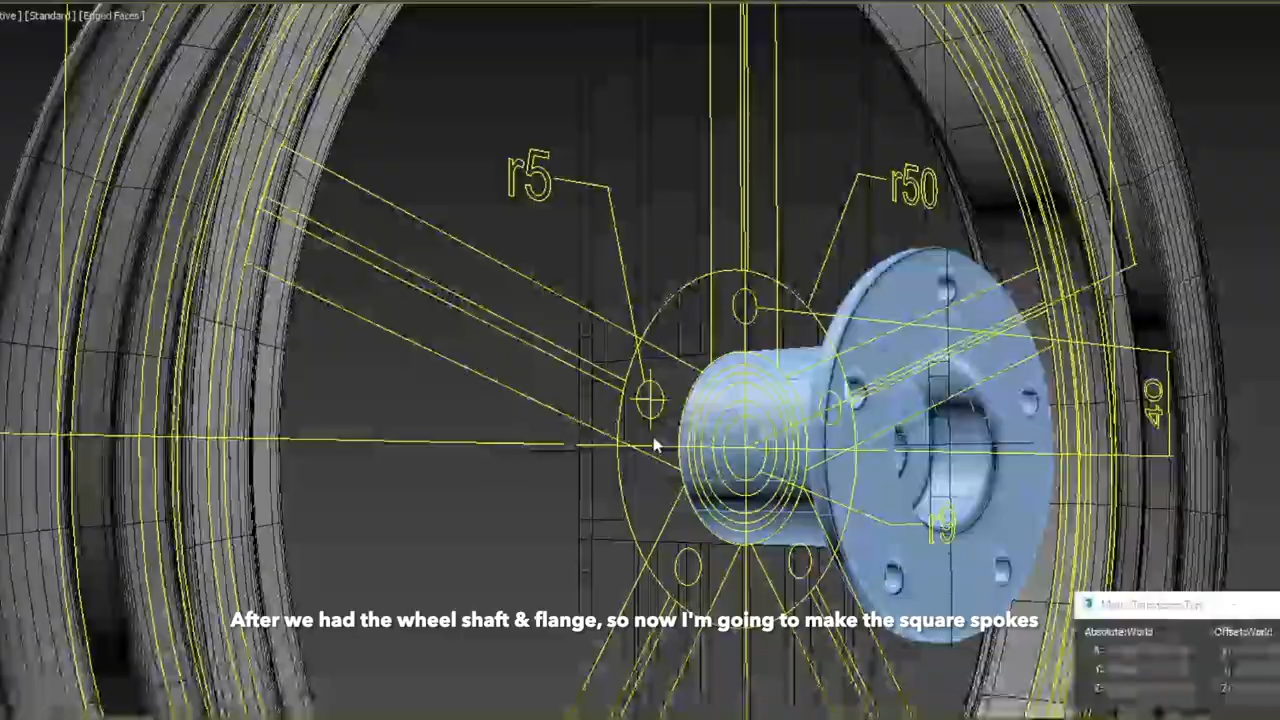 tive ] [Standard ] [Edged Faces ]
r5
r50
40
r9
After we had the wheel shaft & flange, so now I'm going to make the square spokes
Absolute:World
Offset:World